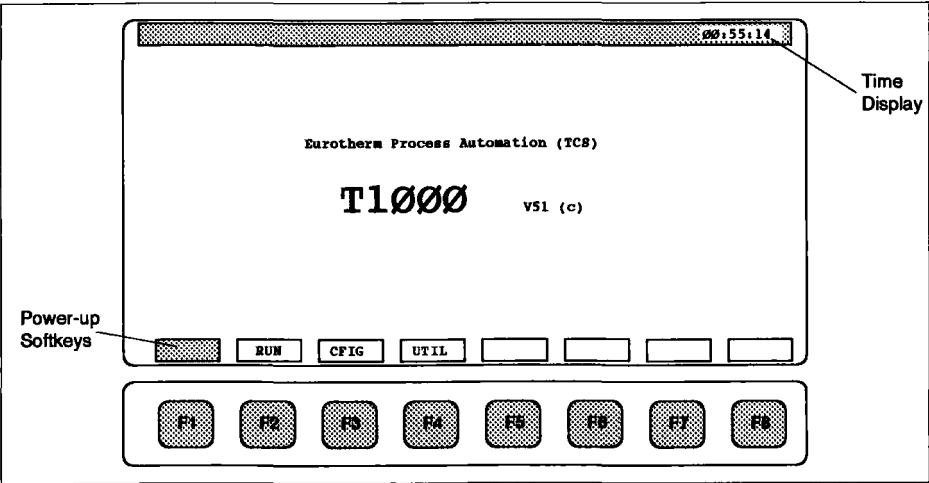 ØØ:55:14
Time
Display
Eurotherm Process Automation (TCS)
T1ØØØ V51 (c)
Power-up
Softkeys
RUN CFIG UTIL
F1 F2 F3 F4 F5 F6 F7 F8